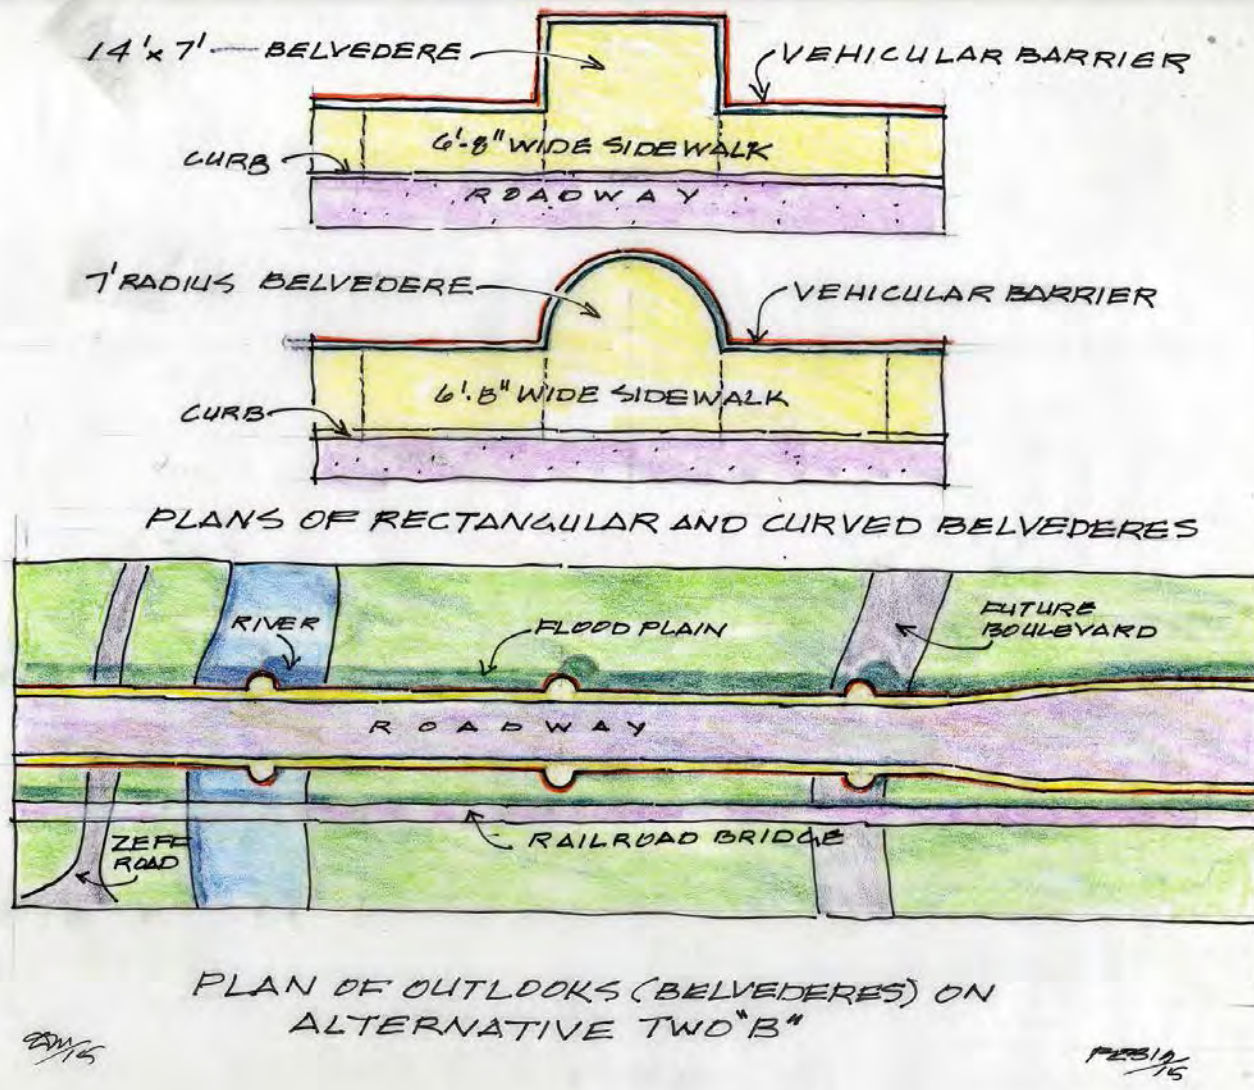 14'x 7' BELVEDERE
VEHICULAR BARRIER
6'-8" WIDE SIDEWALK
CURB
ROADWAY
7' RADIUS BELVEDERE
VEHICULAR BARRIER
6'-8" WIDE SIDEWALK
CURB
PLANS OF RECTANGULAR AND CURVED BELVEDERES
RIVER
FLOOD PLAIN
FUTURE
BOULEVARD
ROADWAY
ZEFF
ROAD
RAILROAD BRIDGE
PLAN OF OUTLOOKS (BELVEDERES) ON
ALTERNATIVE TWO "B"